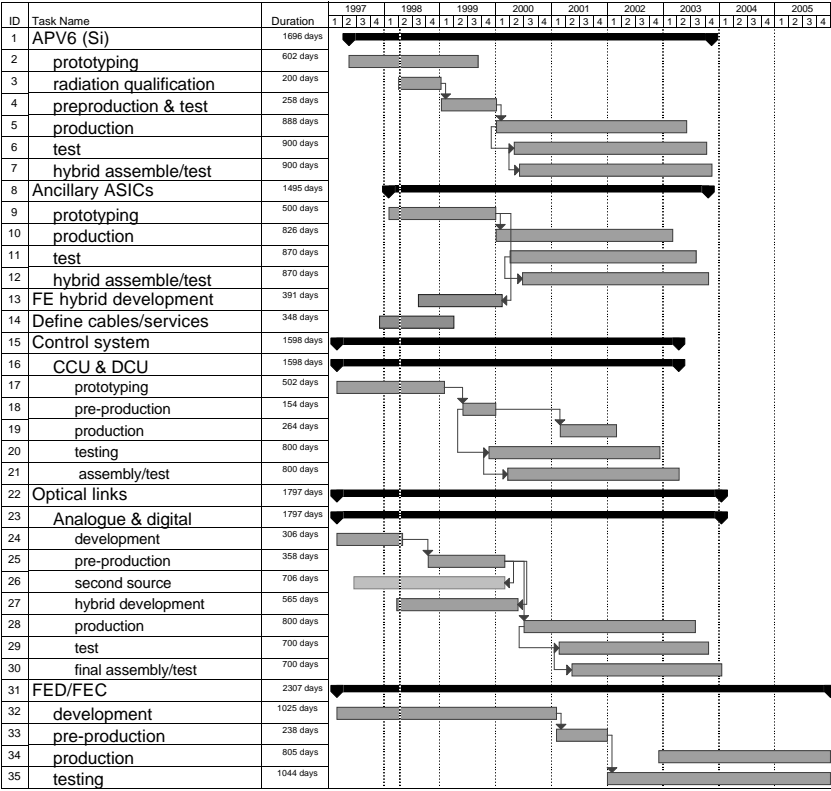 1997 1998 1999 2000 2001 2002 2003 2004 2005
ID Task Name Duration 1 2 3 4 1 2 3 4 1 2 3 4 1 2 3 4 1 2 3 4 1 2 3 4 1 2 3 4 1 2 3 4 1 2 3 4
1 APV6 (Si) 1696 days
2 prototyping 602 days
3 radiation qualification 200 days
4 preproduction & test 258 days
5 production 888 days
6 test 900 days
7 hybrid assemble/test 900 days
8 Ancillary ASICs 1495 days
9 prototyping 500 days
10 production 826 days
11 test 870 days
12 hybrid assemble/test 870 days
13 FE hybrid development 391 days
14 Define cables/services 348 days
15 Control system 1598 days
16 CCU & DCU 1598 days
17 prototyping 502 days
18 pre-production 154 days
19 production 264 days
20 testing 800 days
21 assembly/test 800 days
22 Optical links 1797 days
23 Analogue & digital 1797 days
24 development 306 days
25 pre-production 358 days
26 second source 706 days
27 hybrid development 565 days
28 production 800 days
29 test 700 days
30 final assembly/test 700 days
31 FED/FEC 2307 days
32 development 1025 days
33 pre-production 238 days
34 production 805 days
35 testing 1044 days